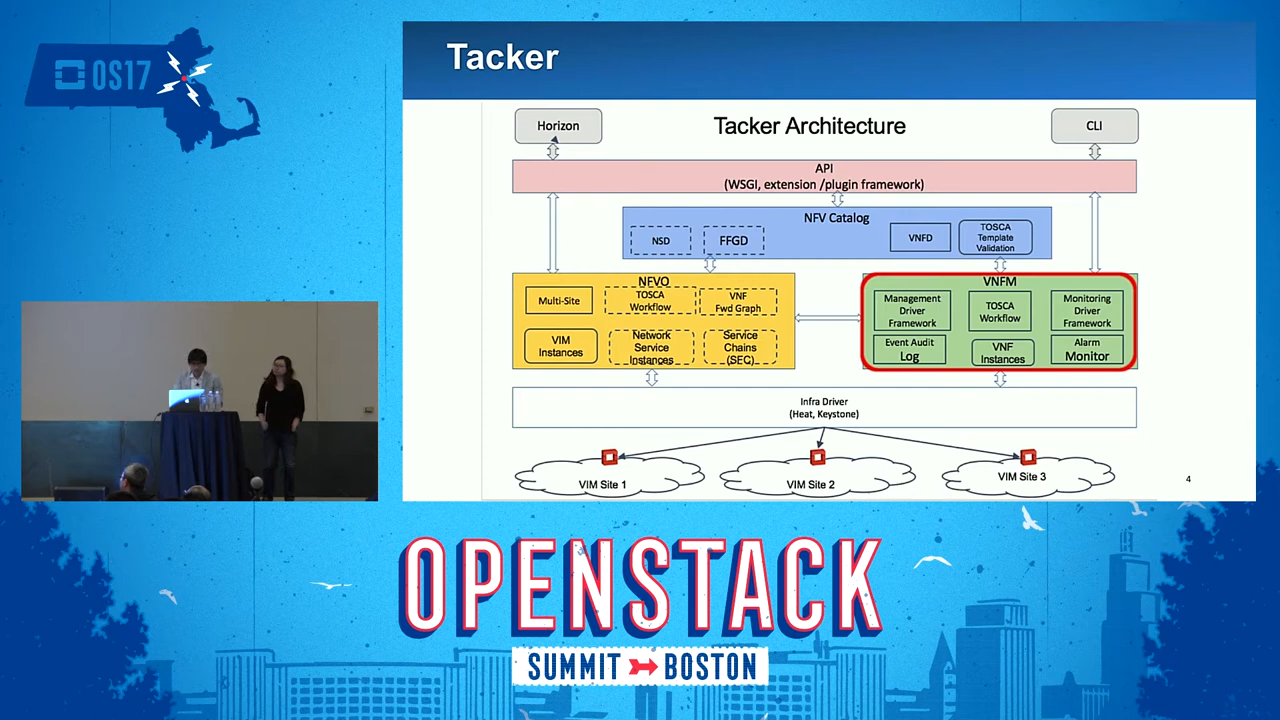 OS17
Tacker
Horizon
Tacker Architecture
CLI
API
(WSGI, extension /plugin framework)
NFV Catalog
NSD
FFGD
VNFD
TOSCA
Template
Validation
NFVO
Multi-Site
TOSCA
Workflow
VNF
Fwd Graph
VIM
Instances
Network
Service
Instances
Service
Chains
(SEC)
VNFM
Management
Driver
Framework
TOSCA
Workflow
Monitoring
Driver
Framework
Event Audit
Log
VNF
Instances
Alarm
Monitor
Infra Driver
(Heat, Keystone)
VIM Site 1
VIM Site 2
VIM Site 3
4
OPENSTACK
SUMMIT BOSTON